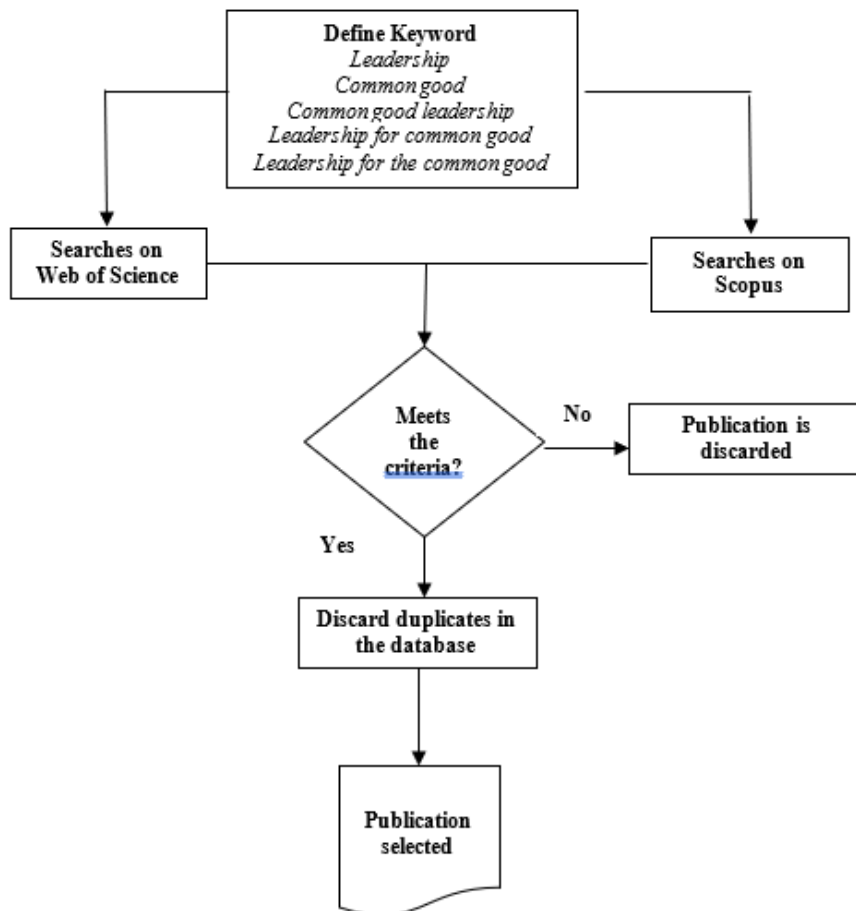 Define Keyword
Leadership
Common good
Common good leadership
Leadership for common good
Leadership for the common good
Searches on
Web of Science
Searches on
Scopus
Meets
the
criteria?
No
Publication is
discarded
Yes
Discard duplicates in
the database
Publication
selected